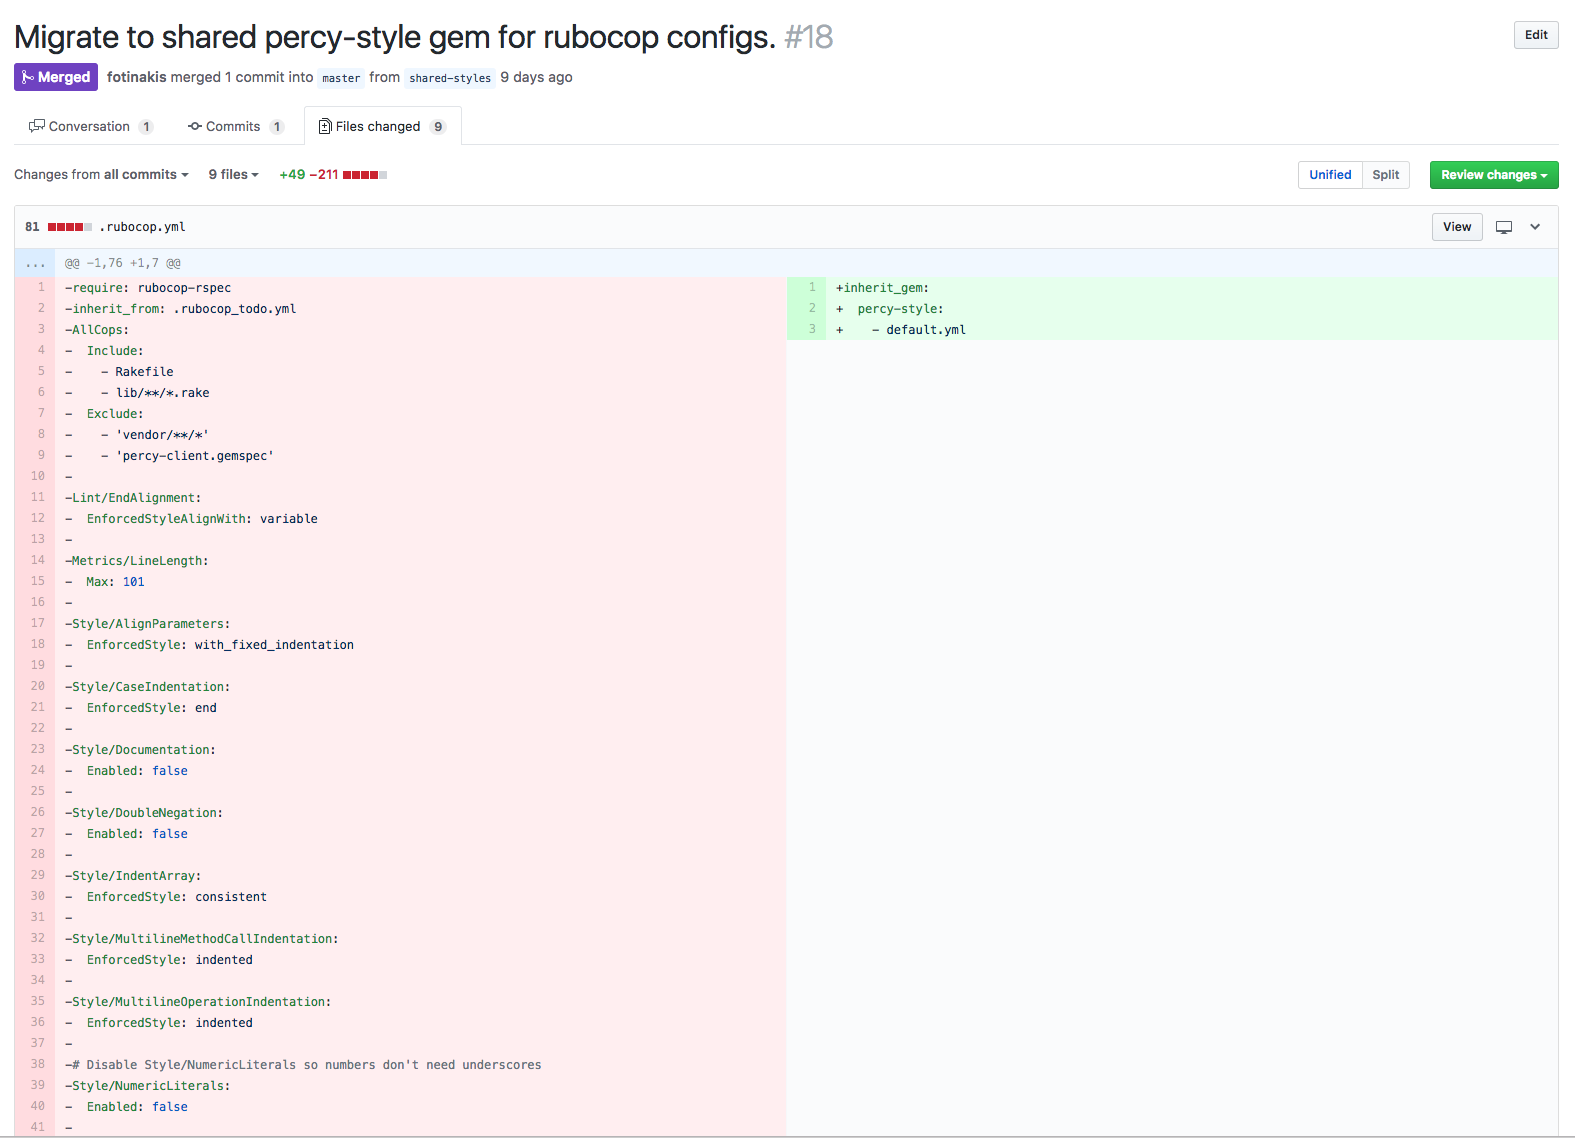 Migrate to shared percy-style gem for rubocop configs. #18
Edit
Merged fotinakis merged 1 commit into master from shared-styles 9 days ago
Conversation 1 Commits 1 Files changed 9
Changes from all commits 9 files +49 −211 Unified Split Review changes
81 .rubocop.yml View
... @@ -1,76 +1,7 @@
1 -require: rubocop-rspec
2 -inherit_from: .rubocop_todo.yml
3 -AllCops:
4 -  Include:
5 -    - Rakefile
6 -    - lib/**/*.rake
7 -  Exclude:
8 -    - 'vendor/**/*'
9 -    - 'percy-client.gemspec'
10 -
11 -Lint/EndAlignment:
12 -  EnforcedStyleAlignWith: variable
13 -
14 -Metrics/LineLength:
15 -  Max: 101
16 -
17 -Style/AlignParameters:
18 -  EnforcedStyle: with_fixed_indentation
19 -
20 -Style/CaseIndentation:
21 -  EnforcedStyle: end
22 -
23 -Style/Documentation:
24 -  Enabled: false
25 -
26 -Style/DoubleNegation:
27 -  Enabled: false
28 -
29 -Style/IndentArray:
30 -  EnforcedStyle: consistent
31 -
32 -Style/MultilineMethodCallIndentation:
33 -  EnforcedStyle: indented
34 -
35 -Style/MultilineOperationIndentation:
36 -  EnforcedStyle: indented
37 -
38 -# Disable Style/NumericLiterals so numbers don't need underscores
39 -Style/NumericLiterals:
40 -  Enabled: false
41 -
1 +inherit_gem:
2 +  percy-style:
3 +    - default.yml